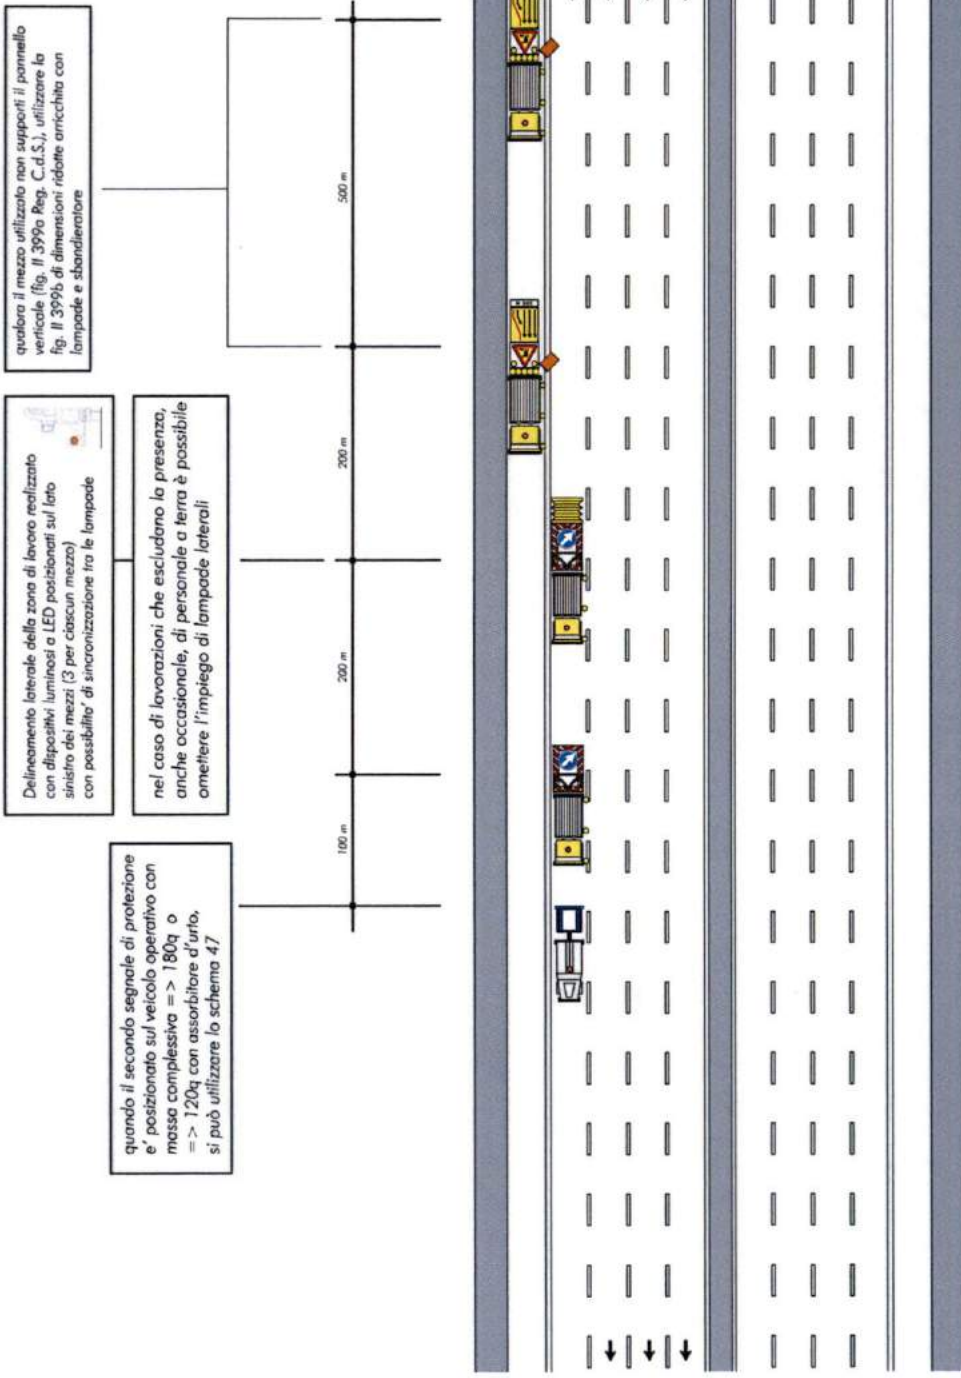 qualora il mezzo utilizzato non supporti il pannello
verticale (fig. II 399a Reg. C.d.S.), utilizzare la
fig. II 399b di dimensioni ridotte arricchita con
lampade e sbandieratore
Delineamento laterale della zona di lavoro realizzato
con dispositivi luminosi a LED posizionati sul lato
sinistro dei mezzi (3 per ciascun mezzo)
con possibilita' di sincronizzazione tra le lampade
nel caso di lavorazioni che escludano la presenza,
anche occasionale, di personale a terra è possibile
omettere l'impiego di lampade laterali
quando il secondo segnale di protezione
e' posizionato sul veicolo operativo con
massa complessiva => 180q o
=> 120q con assorbitore d'urto,
si può utilizzare lo schema 47
500 m
200 m
200 m
100 m